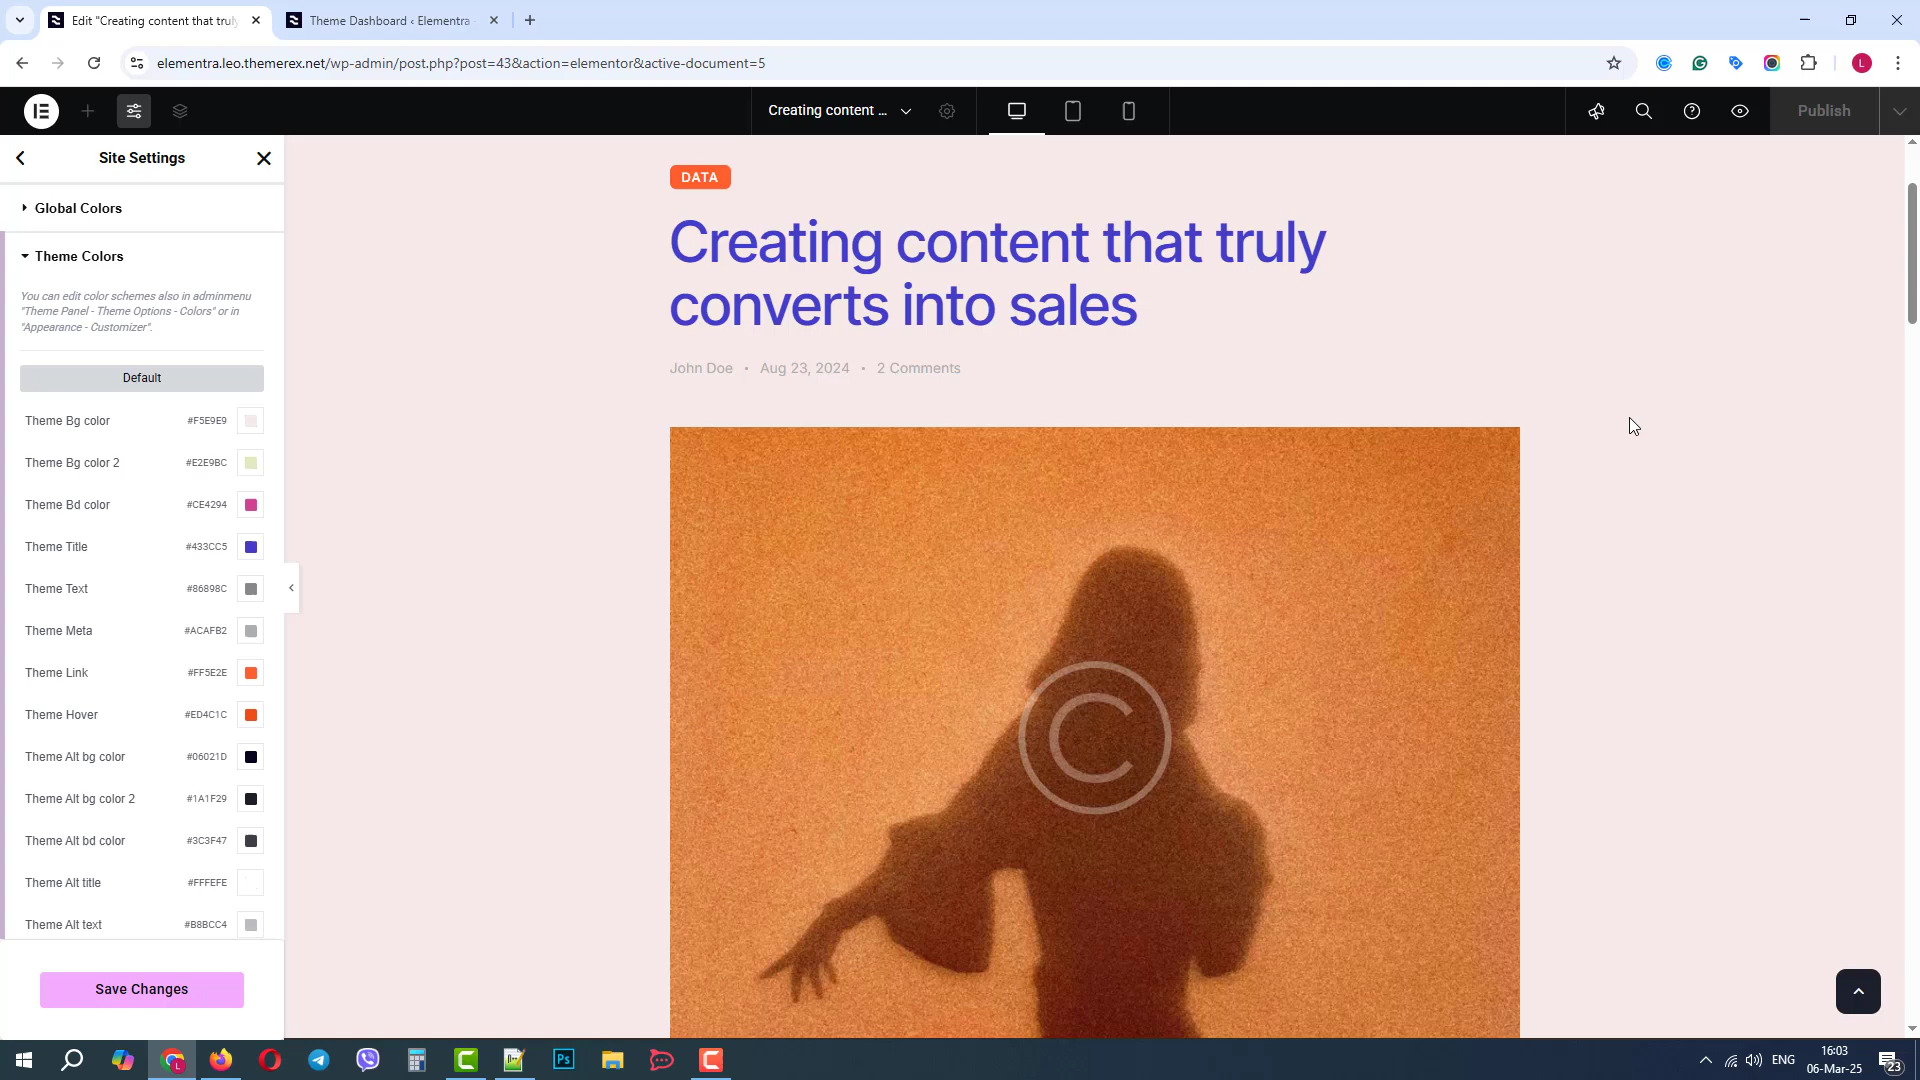 Edit "Creating content that truly
Theme Dashboard ‹ Elementra
elementra.leo.themerex.net/wp-admin/post.php?post=43&action=elementor&active-document=5
L
Creating content ...
Publish
Site Settings
Global Colors
Theme Colors
You can edit color schemes also in adminmenu
"Theme Panel - Theme Options - Colors" or in
"Appearance - Customizer".
Default
Theme Bg color #F5E9E9
Theme Bg color 2 #E2E9BC
Theme Bd color #CE4294
Theme Title #433CC5
Theme Text #86898C
Theme Meta #ACAFB2
Theme Link #FF5E2E
Theme Hover #ED4C1C
Theme Alt bg color #06021D
Theme Alt bg color 2 #1A1F29
Theme Alt bd color #3C3F47
Theme Alt title #FFFEFE
Theme Alt text #B8BCC4
Save Changes
DATA
Creating content that truly
converts into sales
John Doe • Aug 23, 2024 • 2 Comments
©
Ps
ENG
16:03
06-Mar-25
23